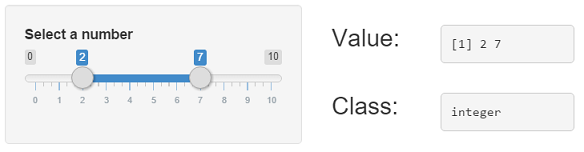 Select a number
0 2 7 10
0 1 2 3 4 5 6 7 8 9 10
Value:
[1] 2 7
Class:
integer